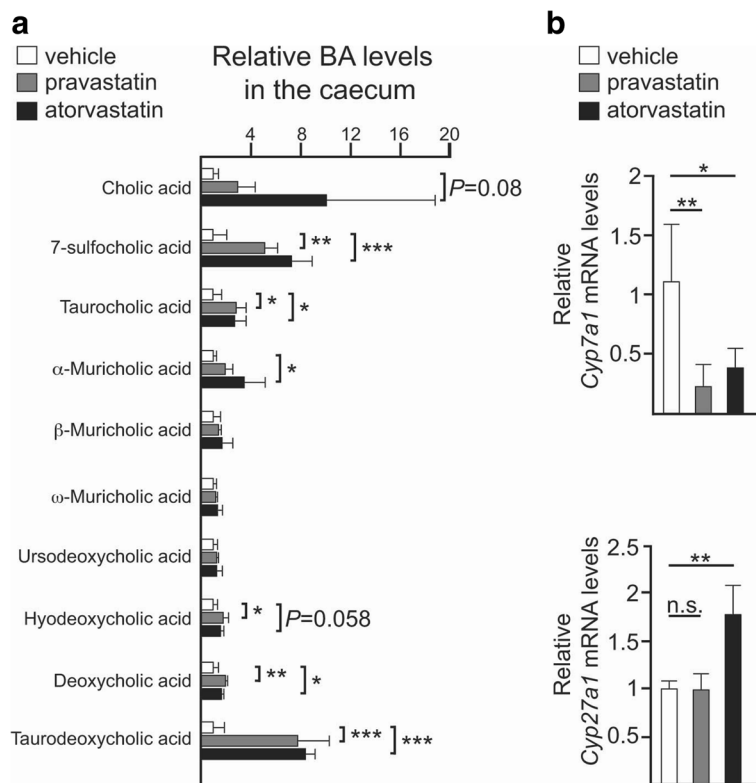 a
vehicle
pravastatin
atorvastatin
Relative BA levels
in the caecum
4 8 12 16 20
Cholic acid
P=0.08
7-sulfocholic acid
** ***
Taurocholic acid
* *
α-Muricholic acid
*
β-Muricholic acid
ω-Muricholic acid
Ursodeoxycholic acid
Hyodeoxycholic acid
* P=0.058
Deoxycholic acid
** *
Taurodeoxycholic acid
*** ***
b
vehicle
pravastatin
atorvastatin
Relative
Cyp7a1 mRNA levels
2
1.5
1
0.5
*
**
Relative
Cyp27a1 mRNA levels
2.5
2
1.5
1
0.5
**
n.s.